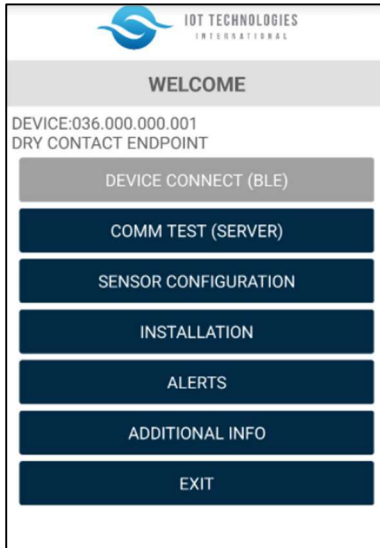 IOT TECHNOLOGIES
INTERNATIONAL
WELCOME
DEVICE:036.000.000.001
DRY CONTACT ENDPOINT
DEVICE CONNECT (BLE)
COMM TEST (SERVER)
SENSOR CONFIGURATION
INSTALLATION
ALERTS
ADDITIONAL INFO
EXIT